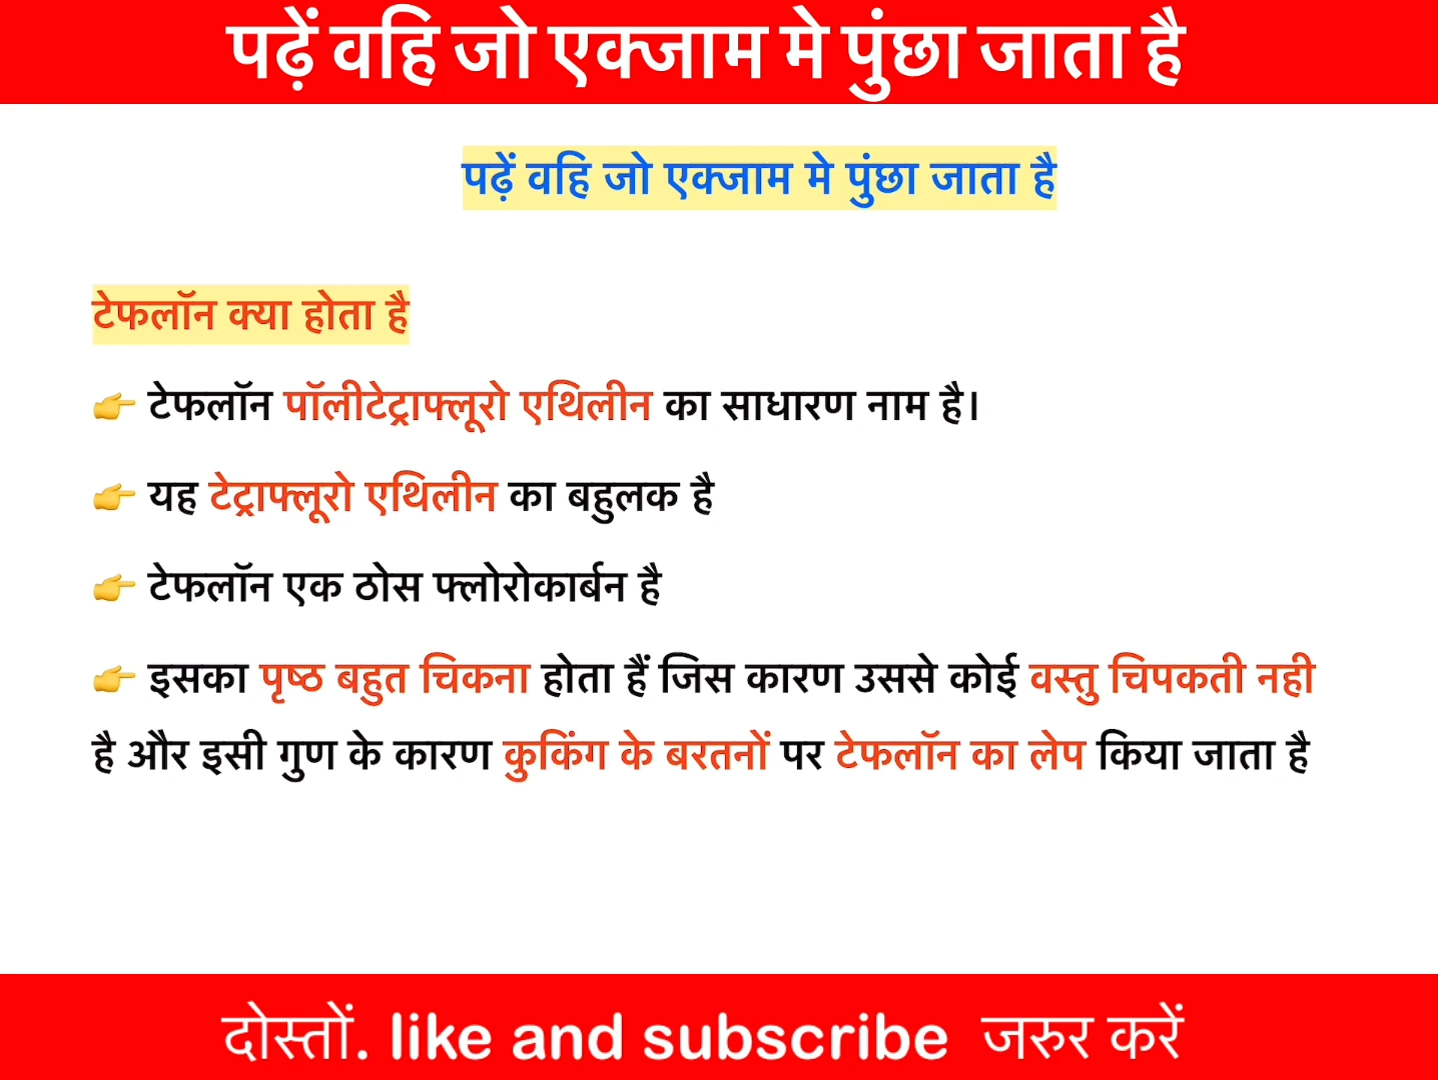 पढ़ें वहि जो एक्जाम मे पुंछा जाता है
पढ़ें वहि जो एक्जाम मे पुंछा जाता है
टेफलॉन क्या होता है
👉 टेफलॉन पॉलीटेट्राफ्लूरो एथिलीन का साधारण नाम है।
👉 यह टेट्राफ्लूरो एथिलीन का बहुलक है
👉 टेफलॉन एक ठोस फ्लोरोकार्बन है
👉 इसका पृष्ठ बहुत चिकना होता हैं जिस कारण उससे कोई वस्तु चिपकती नही
है और इसी गुण के कारण कुकिंग के बरतनों पर टेफलॉन का लेप किया जाता है
दोस्तों. like and subscribe जरुर करें